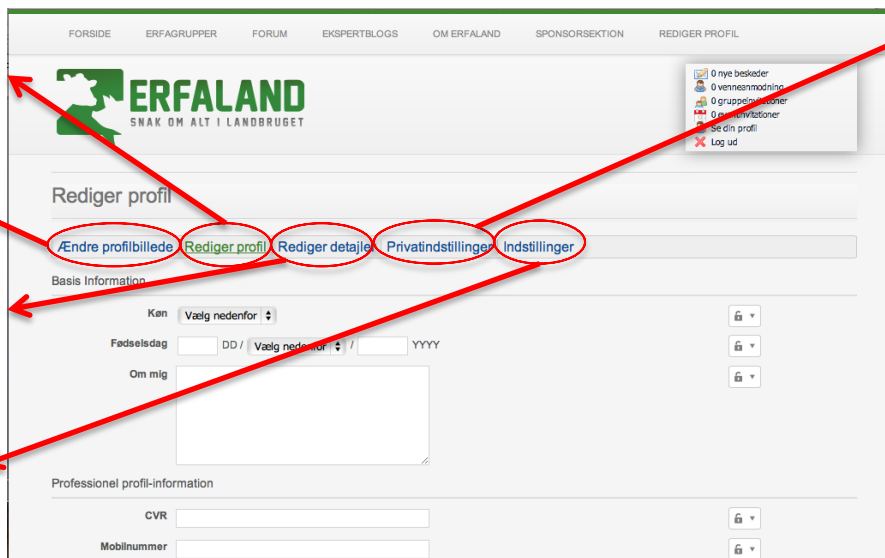 FORSIDE ERFAGRUPPER FORUM EKSPERTBLOGS OM ERFALAND SPONSORSEKTION REDIGER PROFIL
ERFALAND
SNAK OM ALT I LANDBRUGET
0 nye beskeder
0 venneanmodning
0 gruppeinvitationer
0 eventinvitationer
Se din profil
Log ud
Rediger profil
Ændre profilbillede Rediger profil Rediger detaljer Privatindstillinger Indstillinger
Basis Information
Køn Vælg nedenfor
Fødselsdag DD / Vælg nedenfor / YYYY
Om mig
Professionel profil-information
CVR
Mobilnummer